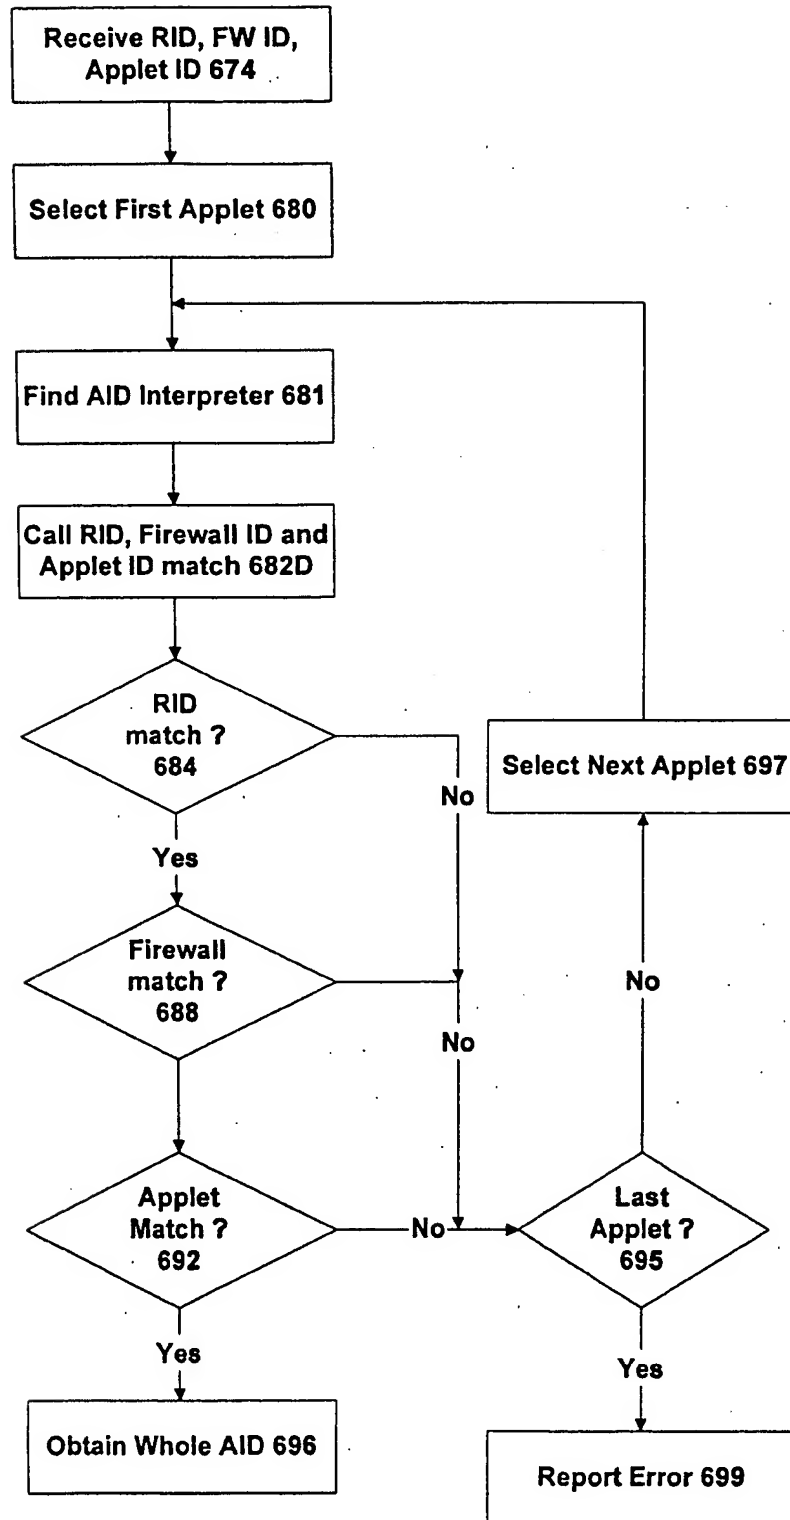 Receive RID, FW ID,
Applet ID 674
Select First Applet 680
Find AID Interpreter 681
Call RID, Firewall ID and
Applet ID match 682D
RID
match ?
684
No
Yes
Select Next Applet 697
Firewall
match ?
688
No
No
Applet
Match ?
692
No
Last
Applet ?
695
Yes
Yes
Obtain Whole AID 696
Report Error 699